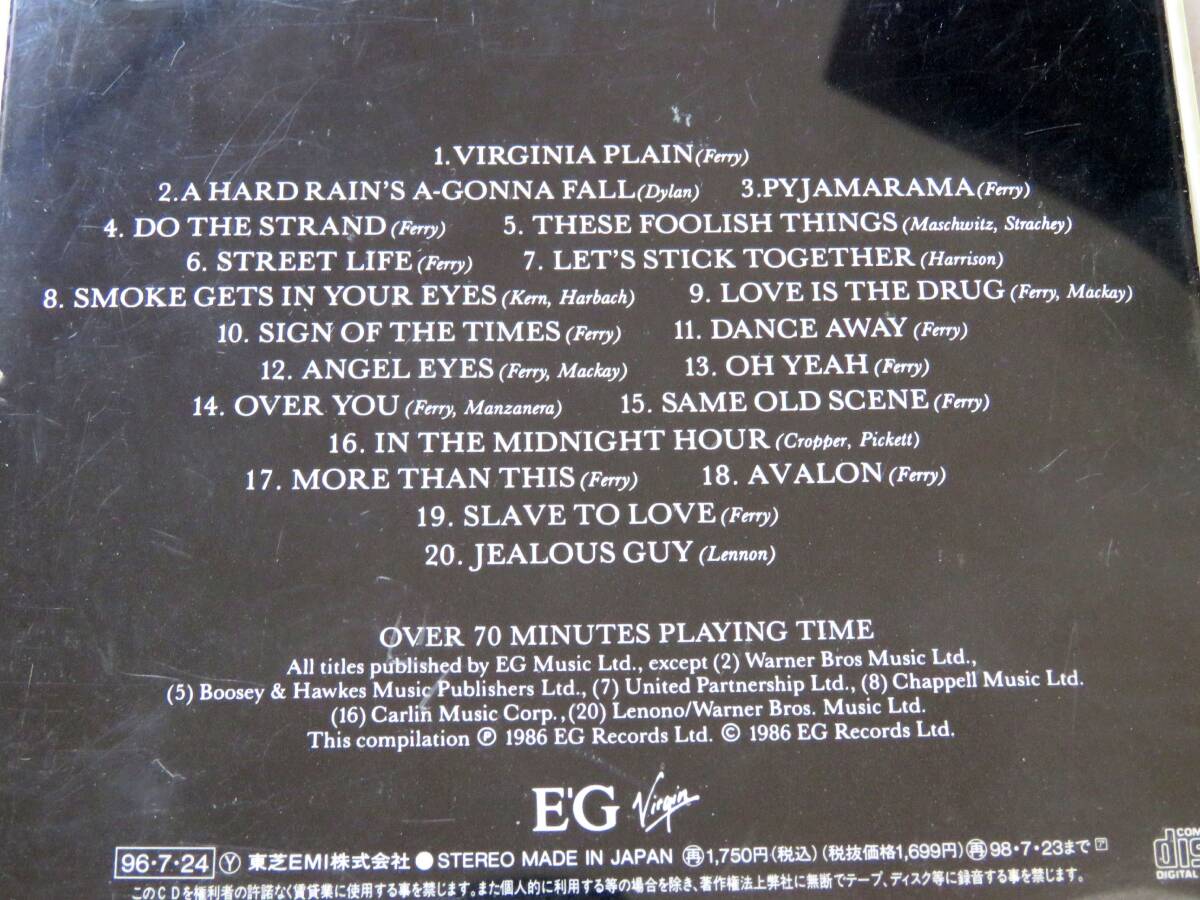 1.VIRGINIA PLAIN(Ferry)
2.A HARD RAIN'S A-GONNA FALL(Dylan) 3.PYJAMARAMA(Ferry)
4. DO THE STRAND(Ferry) 5. THESE FOOLISH THINGS(Maschwitz, Strachey)
6. STREET LIFE(Ferry) 7. LET'S STICK TOGETHER(Harrison)
8. SMOKE GETS IN YOUR EYES(Kern, Harbach) 9. LOVE IS THE DRUG(Ferry, Mackay)
10. SIGN OF THE TIMES(Ferry) 11. DANCE AWAY(Ferry)
12. ANGEL EYES(Ferry, Mackay) 13. OH YEAH(Ferry)
14. OVER YOU(Ferry, Manzanera) 15. SAME OLD SCENE(Ferry)
16. IN THE MIDNIGHT HOUR(Cropper, Pickett)
17. MORE THAN THIS(Ferry) 18. AVALON(Ferry)
19. SLAVE TO LOVE(Ferry)
20. JEALOUS GUY(Lennon)
OVER 70 MINUTES PLAYING TIME
All titles published by EG Music Ltd., except (2) Warner Bros Music Ltd.,
(5) Boosey & Hawkes Music Publishers Ltd., (7) United Partnership Ltd., (8) Chappell Music Ltd.
(16) Carlin Music Corp.,(20) Lenono/Warner Bros. Music Ltd.
This compilation ℗ 1986 EG Records Ltd. © 1986 EG Records Ltd.
E'G Virgin
96・7・24 Ⓨ 東芝EMI株式会社 ● STEREO MADE IN JAPAN ㊢1,750円(税込)(税抜価格1,699円)㊢98・7・23まで
このCDを権利者の許諾なく賃貸業に使用する事を禁じます。また個人的に利用する等の場合を除き、著作権法上弊社に無断でテープ、ディスク等に録音する事を禁じます。
COM
dis
DIGITAL